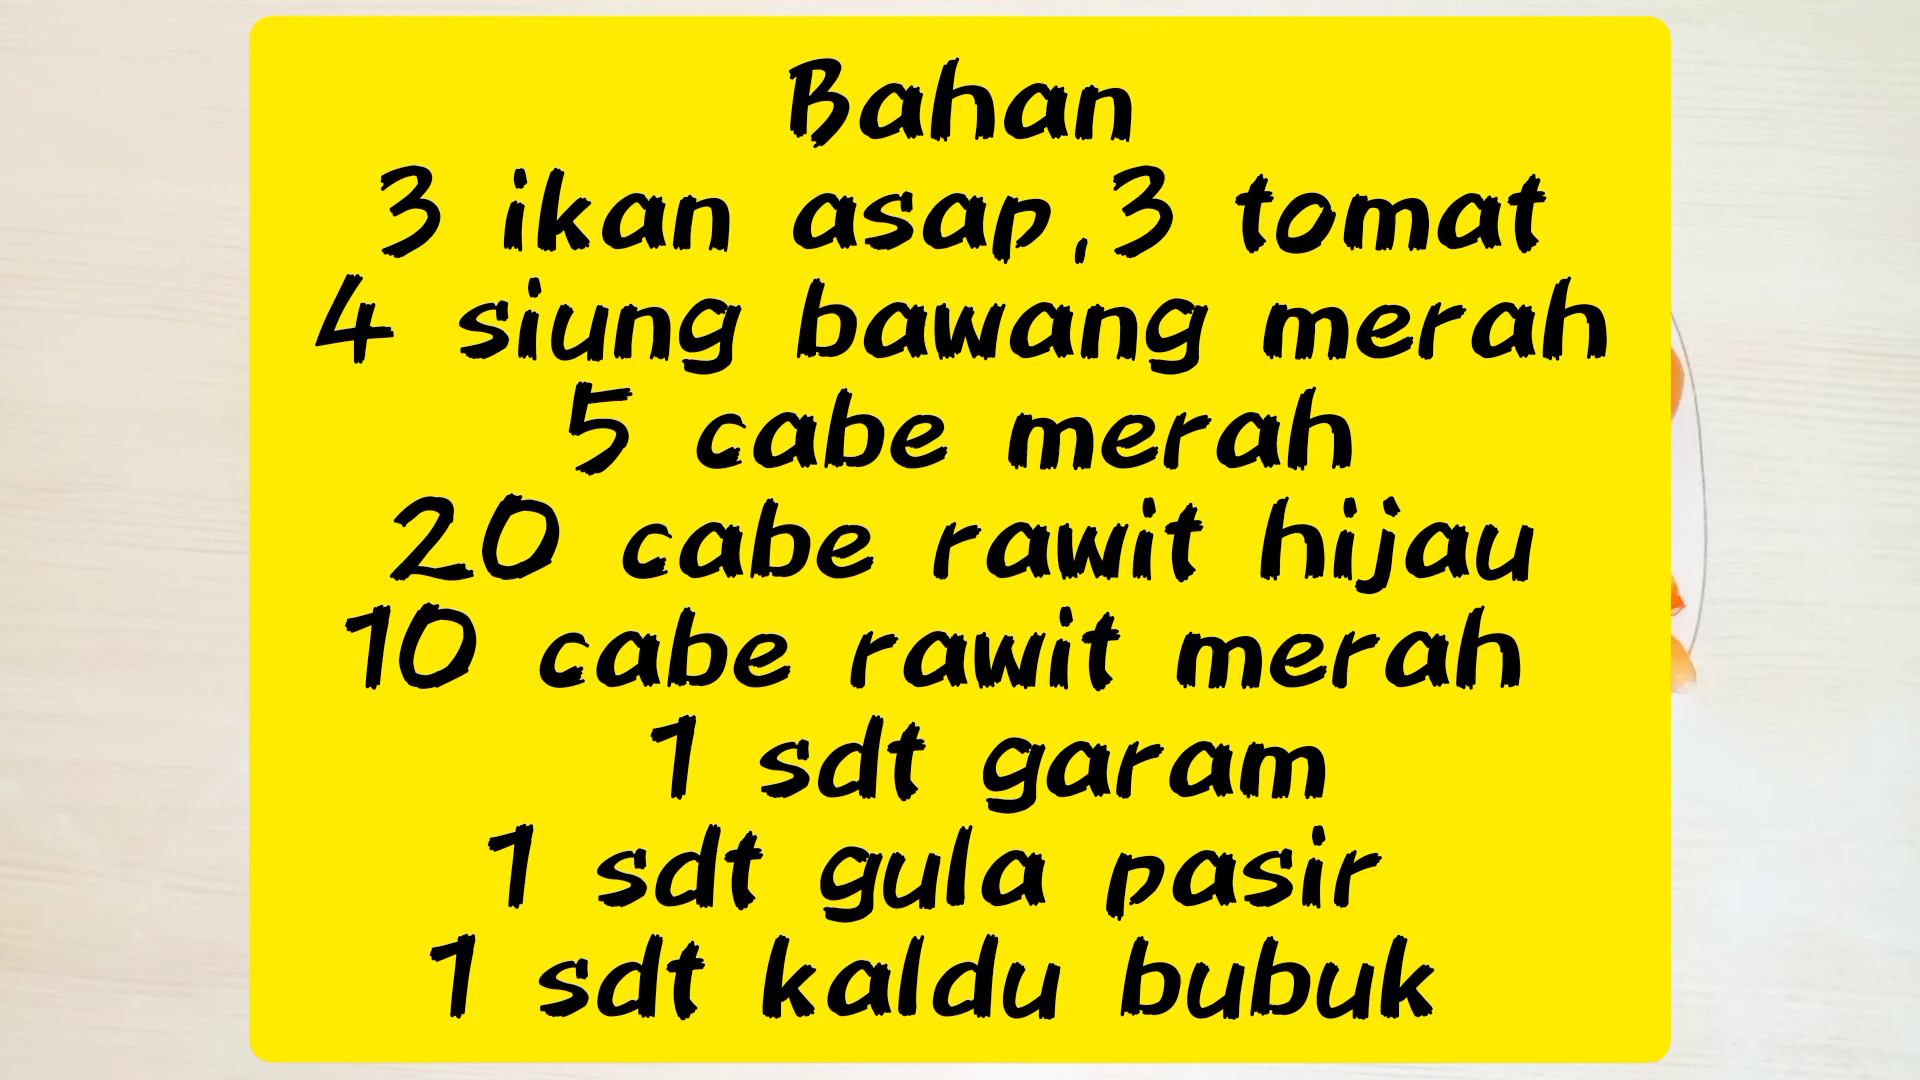 Bahan
3 ikan asap,3 tomat
4 siung bawang merah
5 cabe merah
20 cabe rawit hijau
10 cabe rawit merah
1 sdt garam
1 sdt gula pasir
1 sdt kaldu bubuk